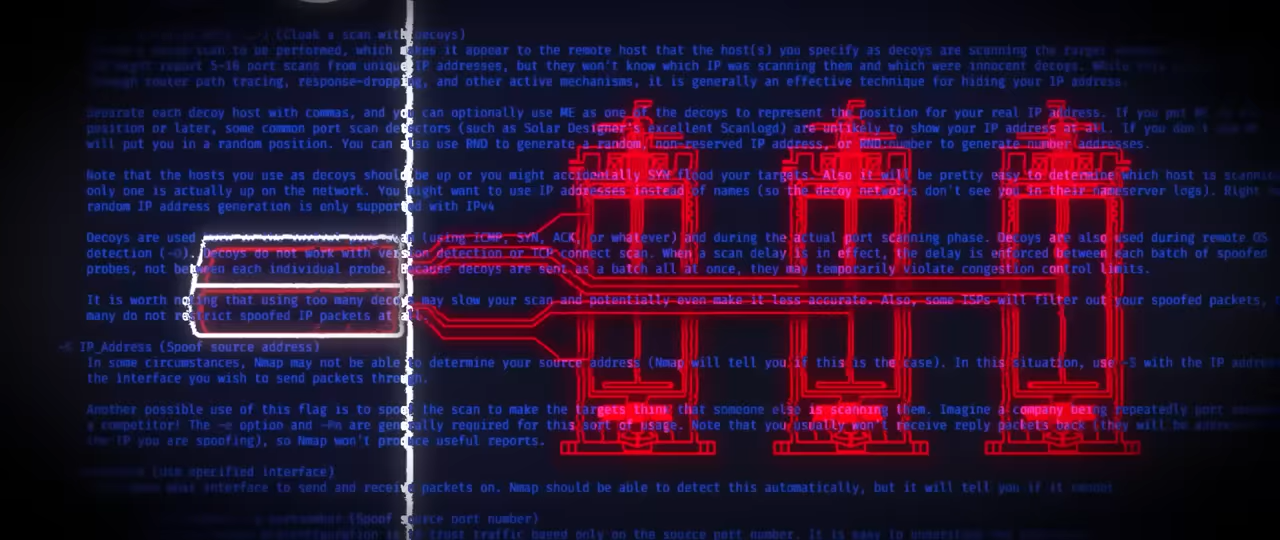 (Cloak a scan with decoys)
scan to be performed, which makes it appear to the remote host that the host(s) you specify as decoys are scanning the target
report 5-10 port scans from unique IP addresses, but they won't know which IP was scanning them and which were innocent decoys. While this
through router path tracing, response-dropping, and other active mechanisms, it is generally an effective technique for hiding your IP address.
Separate each decoy host with commas, and you can optionally use ME as one of the decoys to represent the position for your real IP address. If you put ME in the
position or later, some common port scan detectors (such as Solar Designer's excellent Scanlogd) are unlikely to show your IP address at all. If you don't use ME
will put you in a random position. You can also use RND to generate a random, non-reserved IP address, or RND:number to generate number addresses.
Note that the hosts you use as decoys should be up or you might accidentally SYN flood your targets. Also it will be pretty easy to determine which host is scanning
only one is actually up on the network. You might want to use IP addresses instead of names (so the decoy networks don't see you in their nameserver logs). Right
random IP address generation is only supported with IPv4
Decoys are used (using ICMP, SYN, ACK, or whatever) and during the actual port scanning phase. Decoys are also used during remote OS
detection (-O). Decoys do not work with version detection or TCP connect scan. When a scan delay is in effect, the delay is enforced between each batch of spoofed
probes, not between each individual probe. Because decoys are sent as a batch all at once, they may temporarily violate congestion control limits.
It is worth noting that using too many decoys may slow your scan and potentially even make it less accurate. Also, some ISPs will filter out your spoofed packets,
many do not restrict spoofed IP packets at all.
-S IP_Address (Spoof source address)
In some circumstances, Nmap may not be able to determine your source address (Nmap will tell you if this is the case). In this situation, use -S with the IP address
the interface you wish to send packets through.
Another possible use of this flag is to spoof the scan to make the targets think that someone else is scanning them. Imagine a company being repeatedly port
a competitor! The -e option and -Pn are generally required for this sort of usage. Note that you usually won't receive reply packets back (they will be
the IP you are spoofing), so Nmap won't produce useful reports.
(Use specified interface)
interface to send and receive packets on. Nmap should be able to detect this automatically, but it will tell you if it cannot.
(Spoof source port number)
trust traffic based only on the source port number. It is easy to